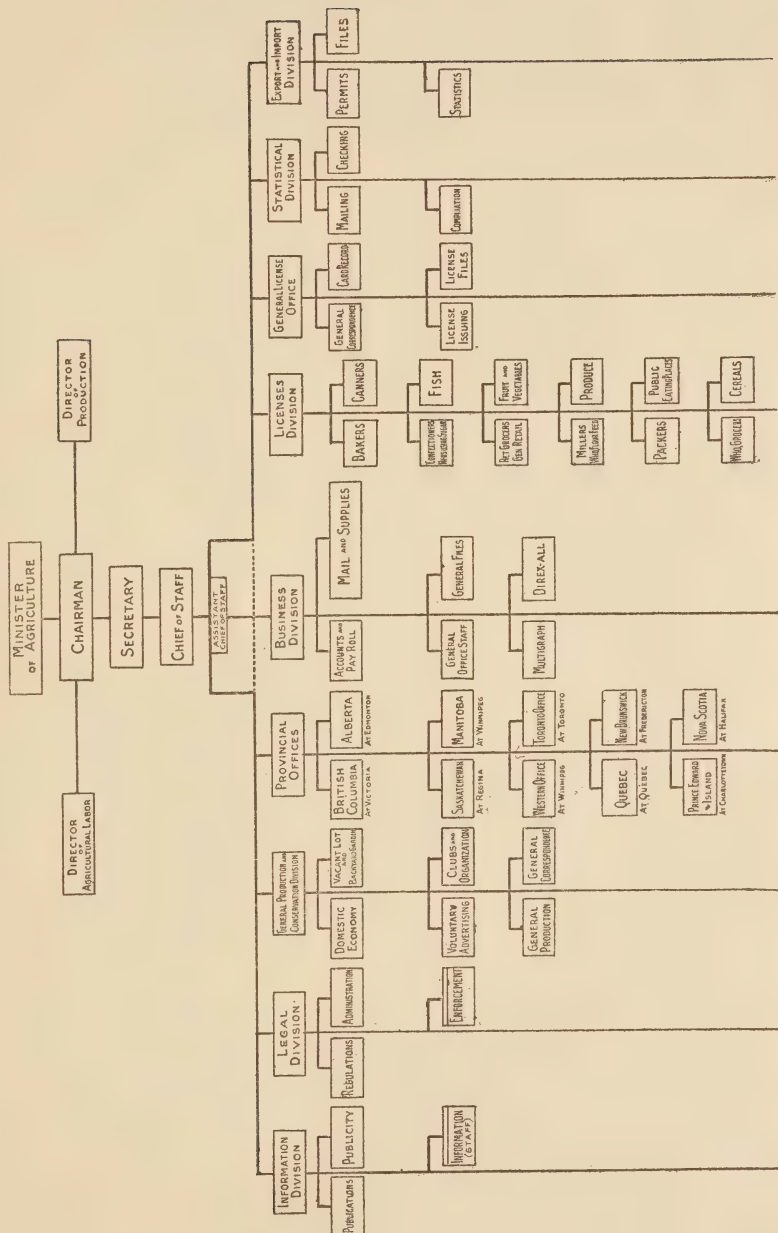 MINISTER
OF AGRICULTURE
DIRECTOR
OF
AGRICULTURAL LABOR
CHAIRMAN
DIRECTOR
OF
PRODUCTION
SECRETARY
CHIEF OF STAFF
ASSISTANT
CHIEF OF STAFF
INFORMATION
DIVISION
PUBLICATIONS
PUBLICITY
INFORMATION
(STAFF)
LEGAL
DIVISION
REGULATIONS
ADMINISTRATION
ENFORCEMENT
GENERAL PRODUCTION AND
CONSERVATION DIVISION
DOMESTIC
ECONOMY
VACANT LOT
AND
BACKYARD GARDEN
VOLUNTARY
ADVERTISING
CLUBS AND
ORGANIZATION
GENERAL
PRODUCTION
GENERAL
CORRESPONDENCE
PROVINCIAL
OFFICES
BRITISH
COLUMBIA
AT VICTORIA
ALBERTA
AT EDMONTON
SASKATCHEWAN
AT REGINA
MANITOBA
AT WINNIPEG
WESTERN OFFICE
AT WINNIPEG
TORONTO OFFICE
AT TORONTO
QUEBEC
AT QUEBEC
NEW BRUNSWICK
AT FREDERICTON
PRINCE EDWARD
ISLAND
AT CHARLOTTETOWN
NOVA SCOTIA
AT HALIFAX
BUSINESS
DIVISION
ACCOUNTS AND
PAY ROLL
MAIL AND SUPPLIES
GENERAL
OFFICE STAFF
GENERAL FILES
MULTIGRAPH
DIREX-ALL
LICENSES
DIVISION
BAKERS
CANNERS
CONFECTIONERS
FISH
RET GROCERS
GEN RETAIL
FRUIT AND
VEGETABLES
MILLERS
PRODUCE
PACKERS
PUBLIC
EATING PLACES
WHOL GROCERS
CEREALS
GENERAL LICENSE
OFFICE
GENERAL
CORRESPONDENCE
CARD RECORD
LICENSE
ISSUING
LICENSE
FILES
STATISTICAL
DIVISION
MAILING
CHECKING
COMPILATION
EXPORT AND IMPORT
DIVISION
PERMITS
FILES
STATISTICS